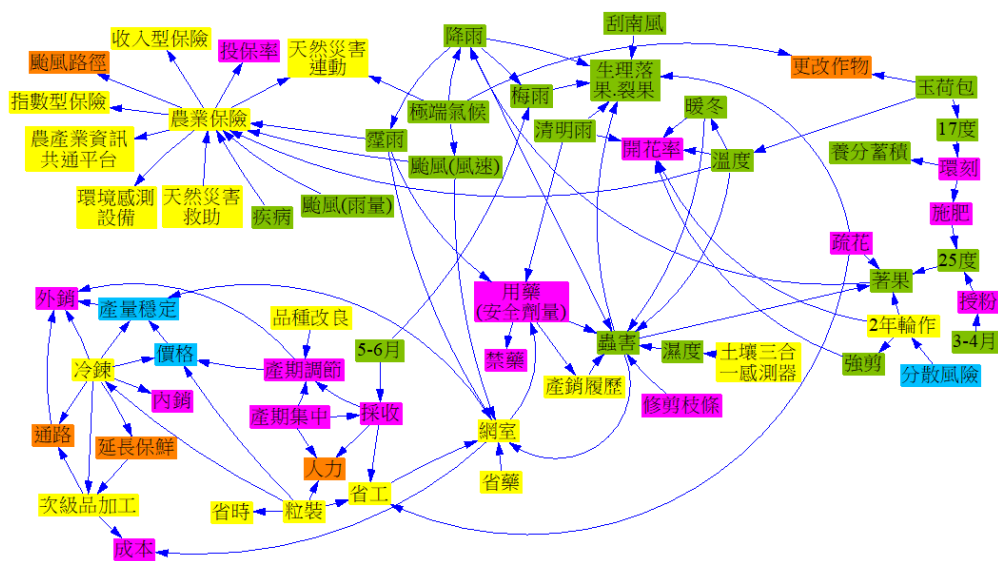 收入型保險
颱風路徑
投保率
天然災害
連動
降雨
刮南風
生理落
果.裂果
更改作物
玉荷包
指數型保險
農業保險
極端氣候
梅雨
暖冬
17度
農產業資訊
共通平台
霪雨
清明雨
開花率
溫度
養分蓄積
環刻
颱風(風速)
環境感測
設備
天然災害
救助
疾病
颱風(雨量)
施肥
疏花
25度
著果
外銷
產量穩定
用藥
(安全劑量)
授粉
品種改良
2年輪作
3-4月
5-6月
價格
禁藥
蟲害
濕度
土壤三合
一感測器
強剪
冷鍊
產期調節
產銷履歷
分散風險
內銷
產期集中
採收
修剪枝條
通路
延長保鮮
網室
人力
省藥
次級品加工
省時
粒裝
省工
成本